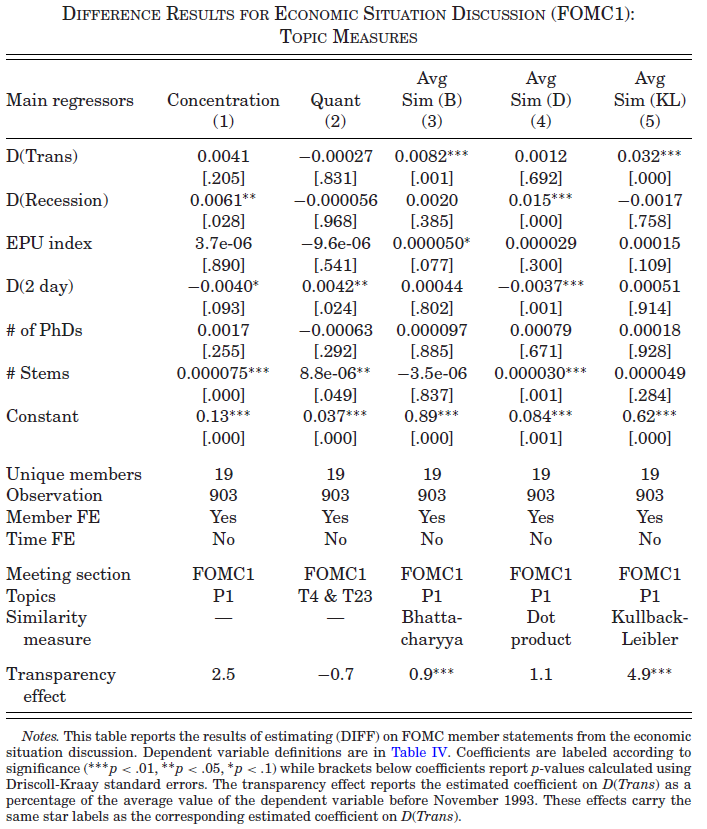 DIFFERENCE RESULTS FOR ECONOMIC SITUATION DISCUSSION (FOMC1):
TOPIC MEASURES
Avg Avg Avg
Main regressors Concentration Quant Sim (B) Sim (D) Sim (KL)
(1) (2) (3) (4) (5)
D(Trans) 0.0041 −0.00027 0.0082*** 0.0012 0.032***
[.205] [.831] [.001] [.692] [.000]
D(Recession) 0.0061** −0.000056 0.0020 0.015*** −0.0017
[.028] [.968] [.385] [.000] [.758]
EPU index 3.7e-06 −9.6e-06 0.000050* 0.000029 0.00015
[.890] [.541] [.077] [.300] [.109]
D(2 day) −0.0040* 0.0042** 0.00044 −0.0037*** 0.00051
[.093] [.024] [.802] [.001] [.914]
# of PhDs 0.0017 −0.00063 0.000097 0.00079 0.00018
[.255] [.292] [.885] [.671] [.928]
# Stems 0.000075*** 8.8e-06** −3.5e-06 0.000030*** 0.000049
[.000] [.049] [.837] [.001] [.284]
Constant 0.13*** 0.037*** 0.89*** 0.084*** 0.62***
[.000] [.000] [.000] [.001] [.000]
Unique members 19 19 19 19 19
Observation 903 903 903 903 903
Member FE Yes Yes Yes Yes Yes
Time FE No No No No No
Meeting section FOMC1 FOMC1 FOMC1 FOMC1 FOMC1
Topics P1 T4 & T23 P1 P1 P1
Similarity — — Bhatta- Dot Kullback-
measure charyya product Leibler
Transparency 2.5 −0.7 0.9*** 1.1 4.9***
effect
Notes. This table reports the results of estimating (DIFF) on FOMC member statements from the economic
situation discussion. Dependent variable definitions are in Table IV. Coefficients are labeled according to
significance (***p < .01, **p < .05, *p < .1) while brackets below coefficients report p-values calculated using
Driscoll-Kraay standard errors. The transparency effect reports the estimated coefficient on D(Trans) as a
percentage of the average value of the dependent variable before November 1993. These effects carry the
same star labels as the corresponding estimated coefficient on D(Trans).